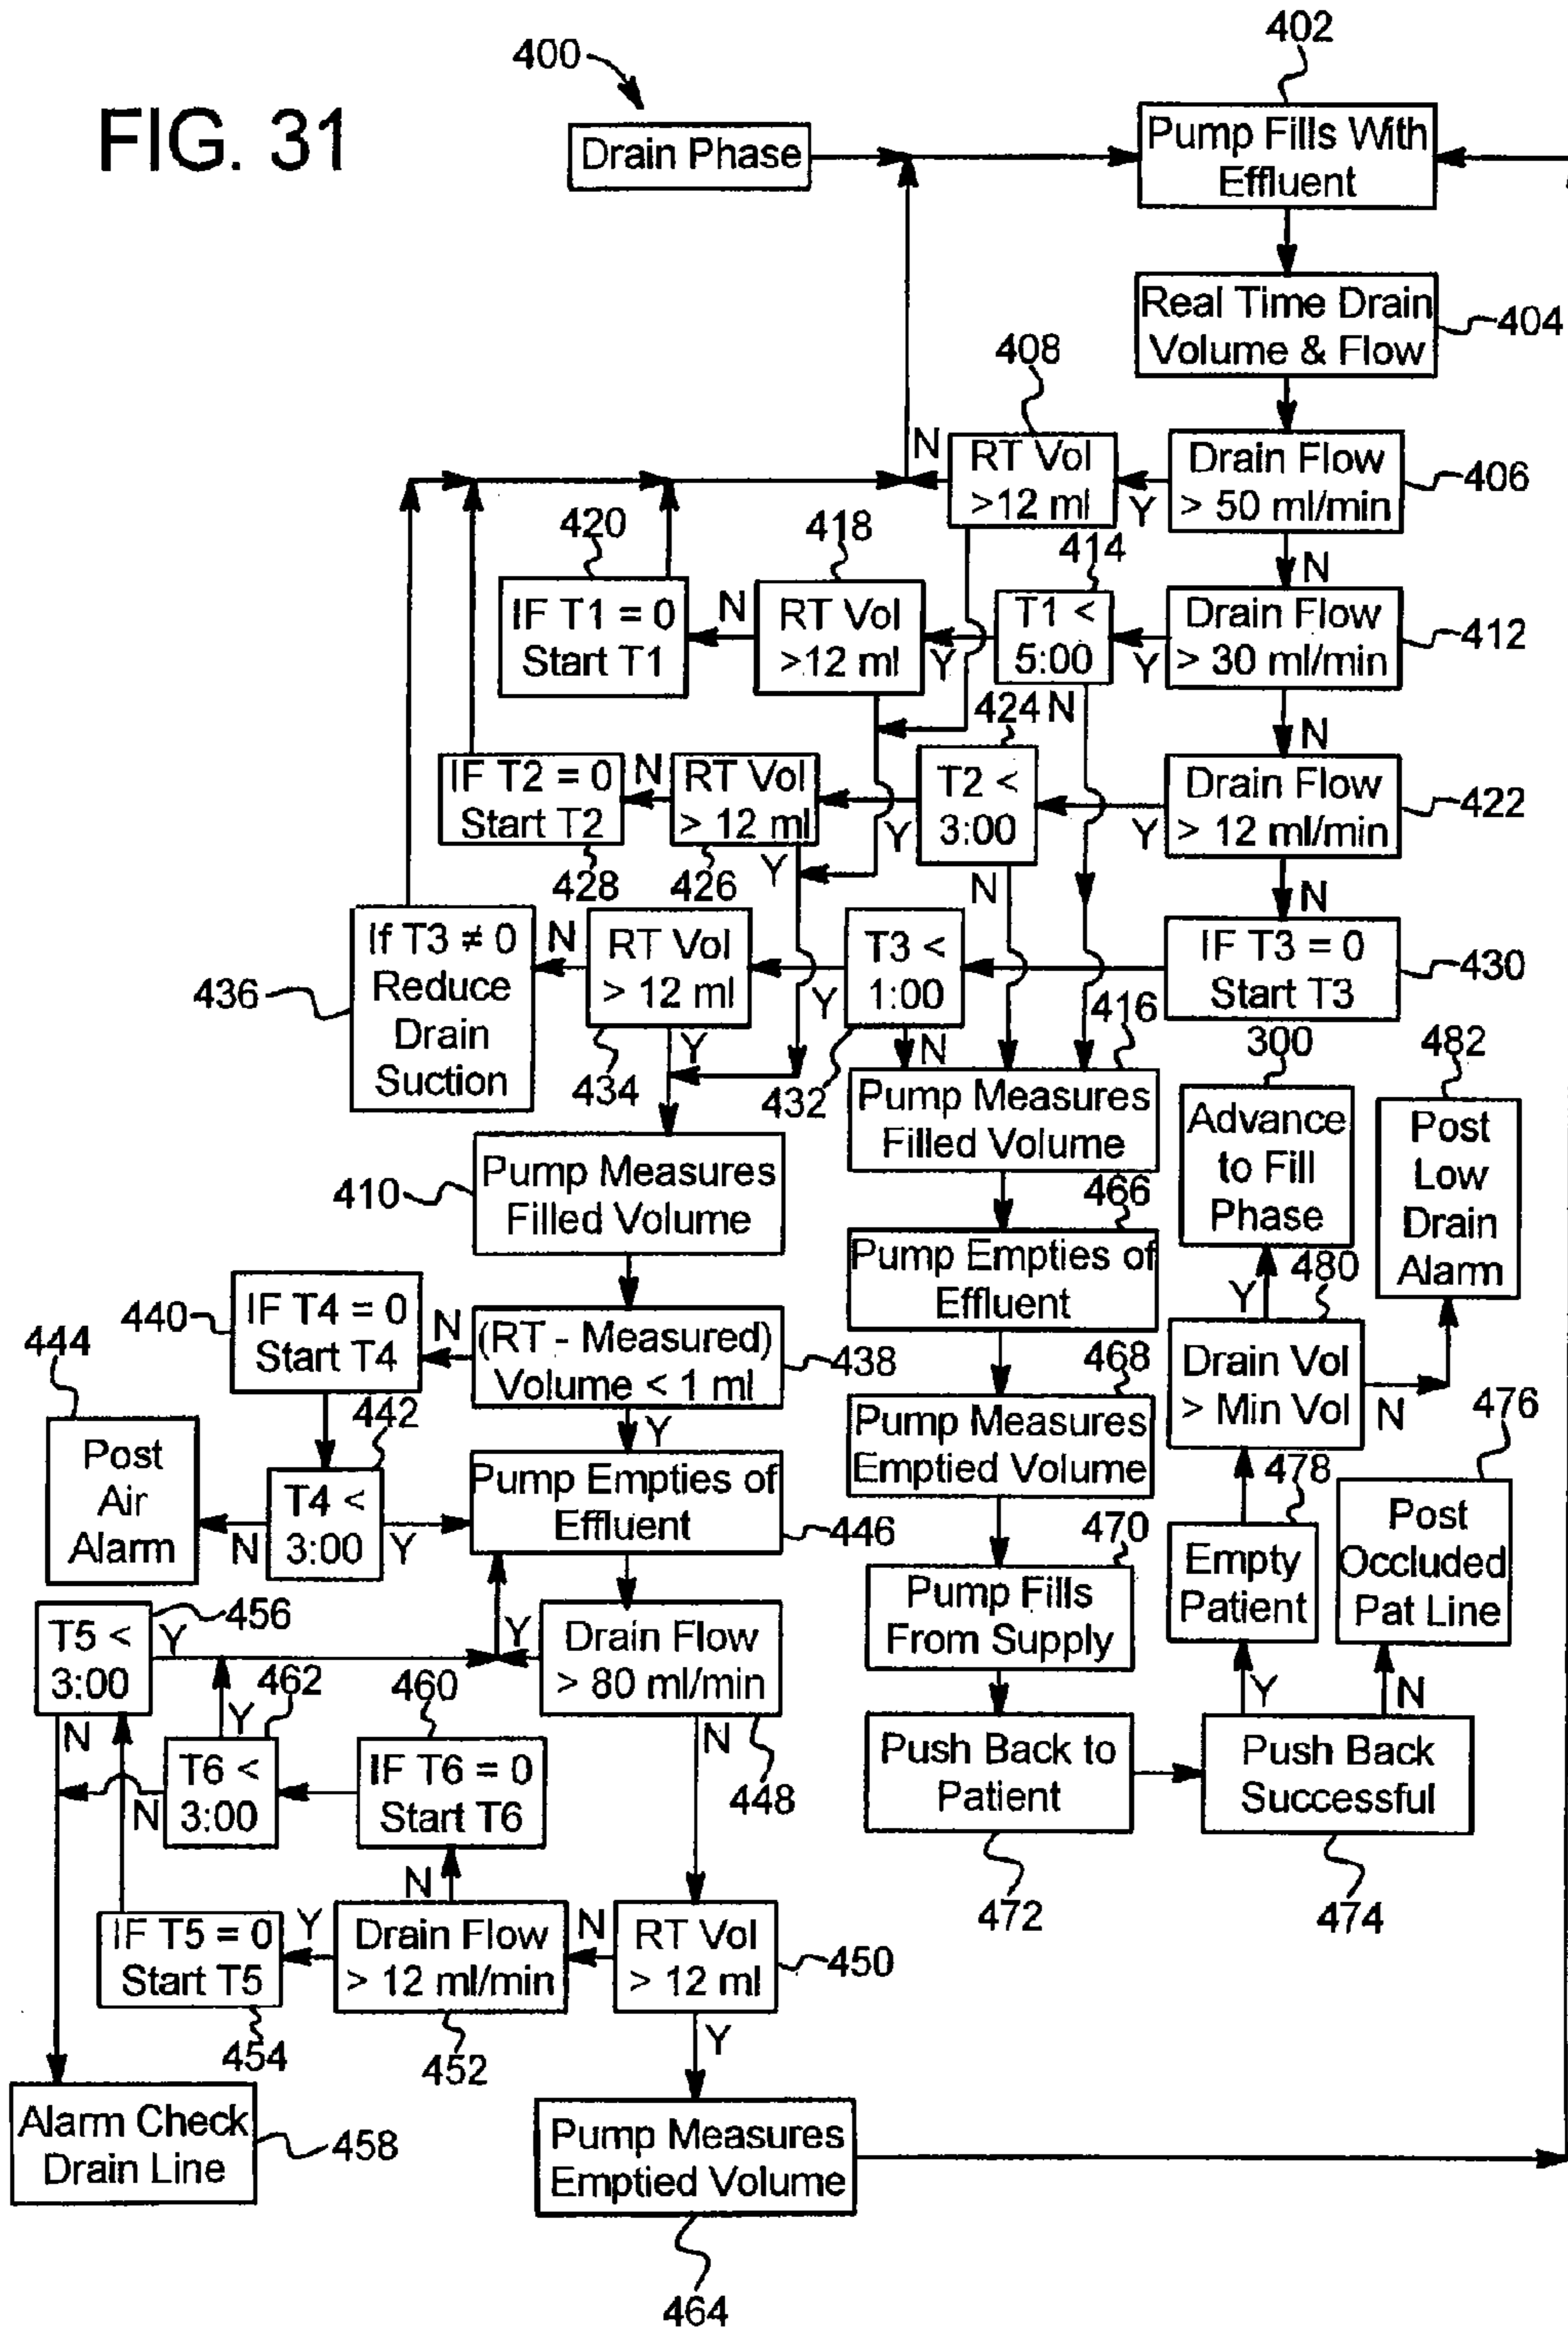 FIG. 31
400
402
Drain Phase
Pump Fills With
Effluent
Real Time Drain
Volume & Flow
404
408
N
RT Vol
>12 ml
Y
Drain Flow
> 50 ml/min
406
N
420
IF T1 = 0
Start T1
N
418
RT Vol
>12 ml
Y
414
T1 <
5:00
N
Y
Drain Flow
> 30 ml/min
412
N
IF T2 = 0
Start T2
428
N
RT Vol
> 12 ml
426
Y
Y
424
T2 <
3:00
N
Y
Drain Flow
> 12 ml/min
422
N
436
If T3 ≠ 0
Reduce
Drain
Suction
N
RT Vol
> 12 ml
434
Y
Y
T3 <
1:00
432
N
IF T3 = 0
Start T3
430
416
Pump Measures
Filled Volume
300
Advance
to Fill
Phase
482
Post
Low
Drain
Alarm
410
Pump Measures
Filled Volume
466
Pump Empties of
Effluent
Y
480
Drain Vol
> Min Vol
N
440
IF T4 = 0
Start T4
N
(RT - Measured)
Volume < 1 ml
438
Y
468
Pump Measures
Emptied Volume
444
Post
Air
Alarm
N
442
T4 <
3:00
Y
Pump Empties of
Effluent
446
470
Pump Fills
From Supply
478
Empty
Patient
Y
476
Post
Occluded
Pat Line
N
T5 <
3:00
456
Y
N
Y
Drain Flow
> 80 ml/min
448
N
462
Y
T6 <
3:00
N
460
IF T6 = 0
Start T6
N
Push Back to
Patient
472
Push Back
Successful
474
IF T5 = 0
Start T5
454
Y
Drain Flow
> 12 ml/min
452
N
RT Vol
> 12 ml
450
Y
Alarm Check
Drain Line
458
Pump Measures
Emptied Volume
464